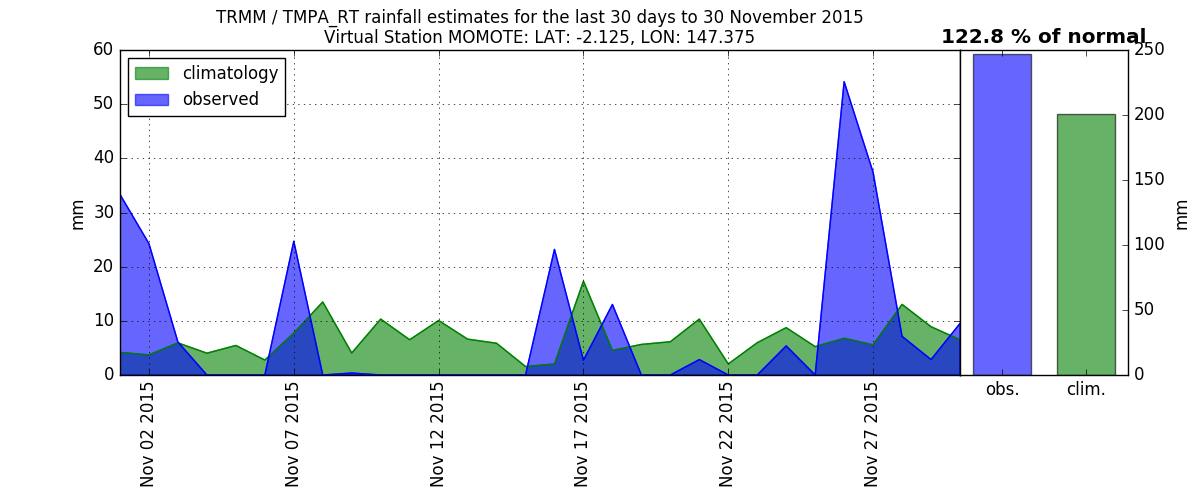 TRMM / TMPA_RT rainfall estimates for the last 30 days to 30 November 2015
Virtual Station MOMOTE: LAT: -2.125, LON: 147.375
122.8 % of normal
climatology
observed
60
50
40
30
20
10
0
mm
Nov 02 2015
Nov 07 2015
Nov 12 2015
Nov 17 2015
Nov 22 2015
Nov 27 2015
obs.
clim.
250
200
150
100
50
0
mm